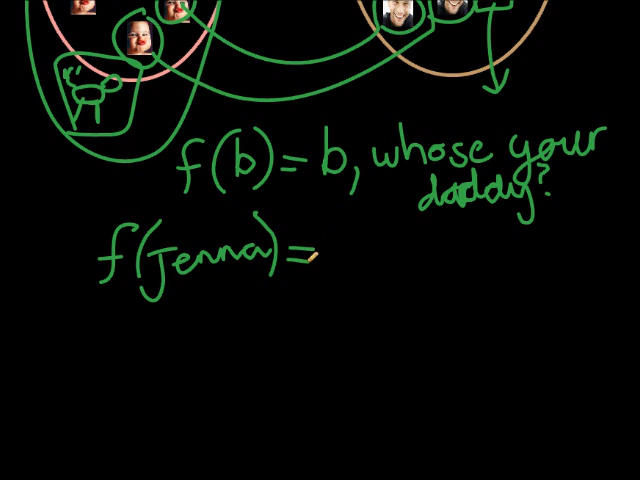 f(b) = b, whose your
daddy?
f(Jenna) =